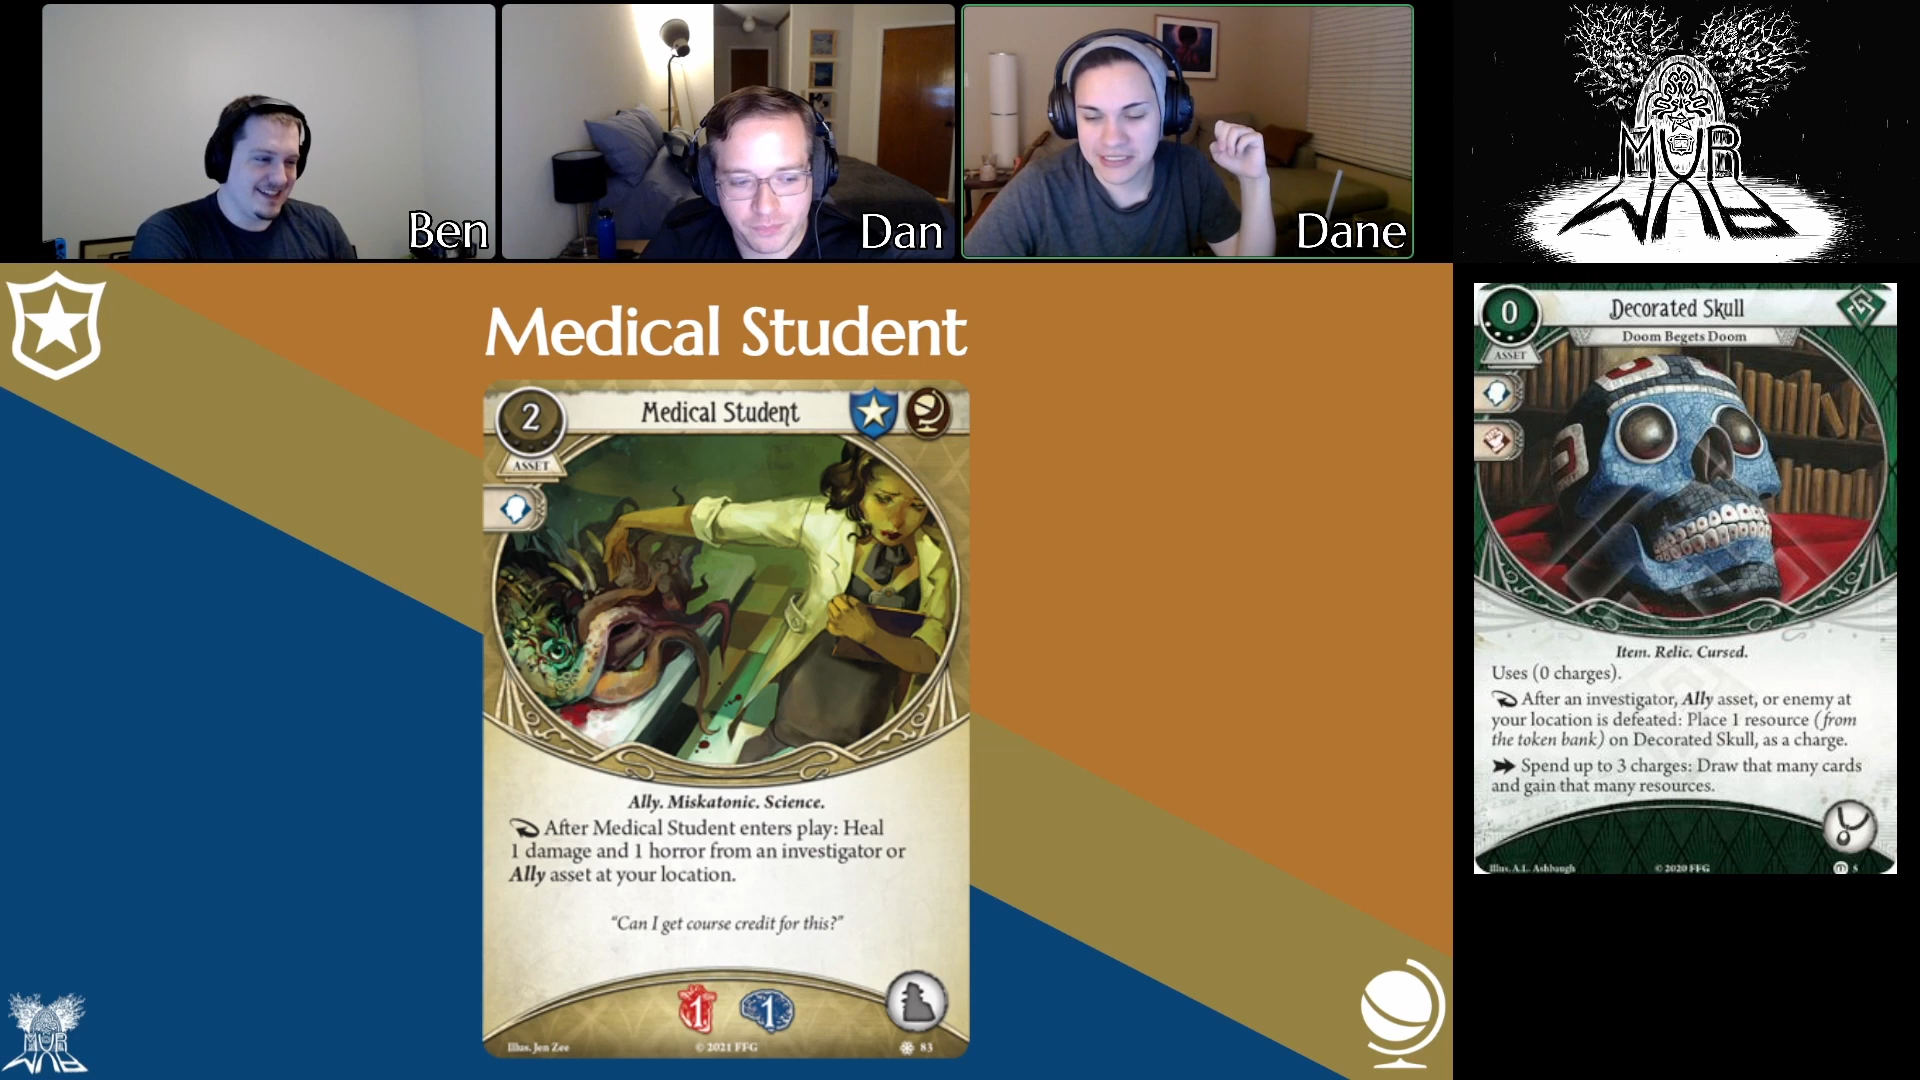 Ben
Dan
Dane
MUR
Medical Student
2
Medical Student
ASSET
Ally. Miskatonic. Science.
After Medical Student enters play: Heal
1 damage and 1 horror from an investigator or
Ally asset at your location.
"Can I get course credit for this?"
1
1
Illus. Jen Zee
© 2021 FFG
83
MUR
0
Decorated Skull
Doom Begets Doom
ASSET
Item. Relic. Cursed.
Uses (0 charges).
After an investigator, Ally asset, or enemy at
your location is defeated: Place 1 resource (from
the token bank) on Decorated Skull, as a charge.
Spend up to 3 charges: Draw that many cards
and gain that many resources.
Illus. A.L. Ashbaugh
© 2020 FFG
5